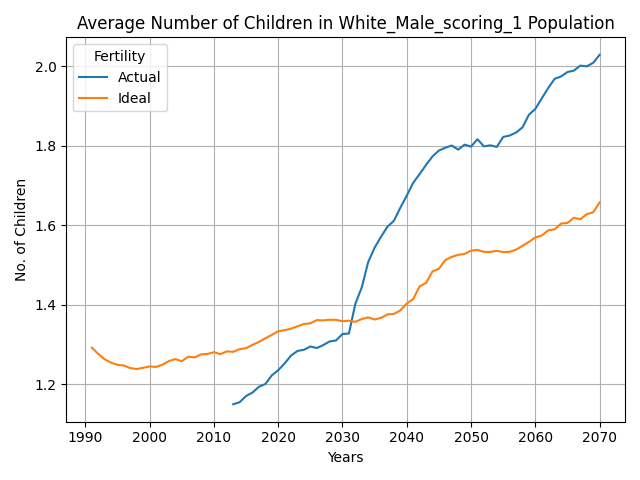 Average Number of Children in White_Male_scoring_1 Population
Fertility
Actual
Ideal
No. of Children
2.0
1.8
1.6
1.4
1.2
1990
2000
2010
2020
2030
2040
2050
2060
2070
Years